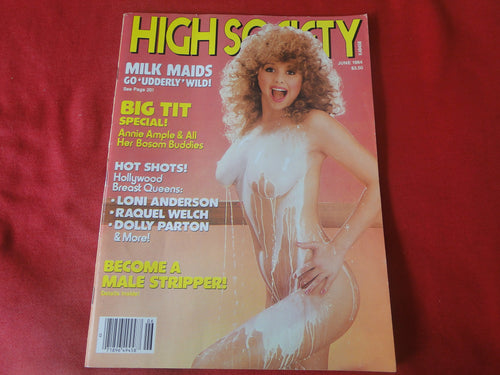 HIGH SOCIETY
JUNE 1984
$3.50
MILK MAIDS
GO 'UDDERLY' WILD!
See Page 20!
BIG TIT
SPECIAL!
Annie Ample & All
Her Bosom Buddies
HOT SHOTS!
Hollywood
Breast Queens:
• LONI ANDERSON
• RAQUEL WELCH
• DOLLY PARTON
& More!
BECOME A
MALE STRIPPER!
Details Inside!
06